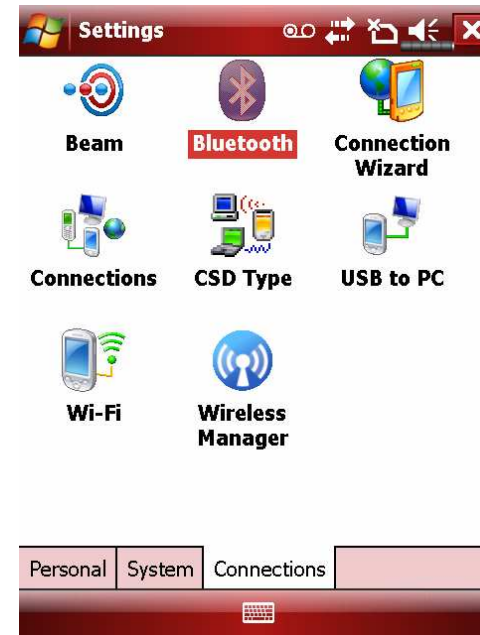 Settings
Beam
Bluetooth
Connection
Wizard
Connections
CSD Type
USB to PC
Wi-Fi
Wireless
Manager
Personal
System
Connections